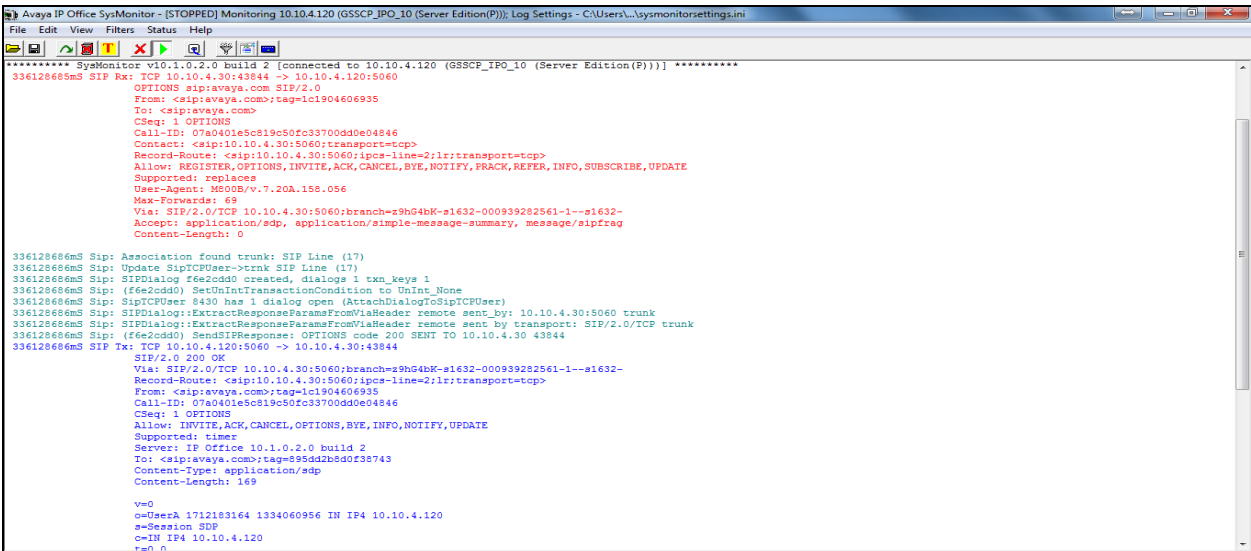 Avaya IP Office SysMonitor - [STOPPED] Monitoring 10.10.4.120 (GSSCP_IPO_10 (Server Edition(P))); Log Settings - C:\Users\...\sysmonitorsettings.ini
File Edit View Filters Status Help
********** SysMonitor v10.1.0.2.0 build 2 [connected to 10.10.4.120 (GSSCP_IPO_10 (Server Edition(P)))] **********
336128685mS SIP Rx: TCP 10.10.4.30:43844 -> 10.10.4.120:5060
OPTIONS sip:avaya.com SIP/2.0
From: <sip:avaya.com>;tag=1c1904606935
To: <sip:avaya.com>
CSeq: 1 OPTIONS
Call-ID: 07a0401e5c819c50fc33700dd0e04846
Contact: <sip:10.10.4.30:5060;transport=tcp>
Record-Route: <sip:10.10.4.30:5060;ipcs-line=2;lr;transport=tcp>
Allow: REGISTER,OPTIONS,INVITE,ACK,CANCEL,BYE,NOTIFY,PRACK,REFER,INFO,SUBSCRIBE,UPDATE
Supported: replaces
User-Agent: M800B/v.7.20A.158.056
Max-Forwards: 69
Via: SIP/2.0/TCP 10.10.4.30:5060;branch=z9hG4bK-s1632-000939282561-1--s1632-
Accept: application/sdp, application/simple-message-summary, message/sipfrag
Content-Length: 0
336128686mS Sip: Association found trunk: SIP Line (17)
336128686mS Sip: Update SipTCPUser->trnk SIP Line (17)
336128686mS Sip: SIPDialog f6e2cdd0 created, dialogs 1 txn_keys 1
336128686mS Sip: (f6e2cdd0) SetUnIntTransactionCondition to UnInt_None
336128686mS Sip: SipTCPUser 8430 has 1 dialog open (AttachDialogToSipTCPUser)
336128686mS Sip: SIPDialog::ExtractResponseParamsFromViaHeader remote sent_by: 10.10.4.30:5060 trunk
336128686mS Sip: SIPDialog::ExtractResponseParamsFromViaHeader remote sent by transport: SIP/2.0/TCP trunk
336128686mS Sip: (f6e2cdd0) SendSIPResponse: OPTIONS code 200 SENT TO 10.10.4.30 43844
336128686mS SIP Tx: TCP 10.10.4.120:5060 -> 10.10.4.30:43844
SIP/2.0 200 OK
Via: SIP/2.0/TCP 10.10.4.30:5060;branch=z9hG4bK-s1632-000939282561-1--s1632-
Record-Route: <sip:10.10.4.30:5060;ipcs-line=2;lr;transport=tcp>
From: <sip:avaya.com>;tag=1c1904606935
Call-ID: 07a0401e5c819c50fc33700dd0e04846
CSeq: 1 OPTIONS
Allow: INVITE,ACK,CANCEL,OPTIONS,BYE,INFO,NOTIFY,UPDATE
Supported: timer
Server: IP Office 10.1.0.2.0 build 2
To: <sip:avaya.com>;tag=895dd2b8d0f38743
Content-Type: application/sdp
Content-Length: 169
v=0
o=UserA 1712183164 1334060956 IN IP4 10.10.4.120
s=Session SDP
c=IN IP4 10.10.4.120
t=0 0